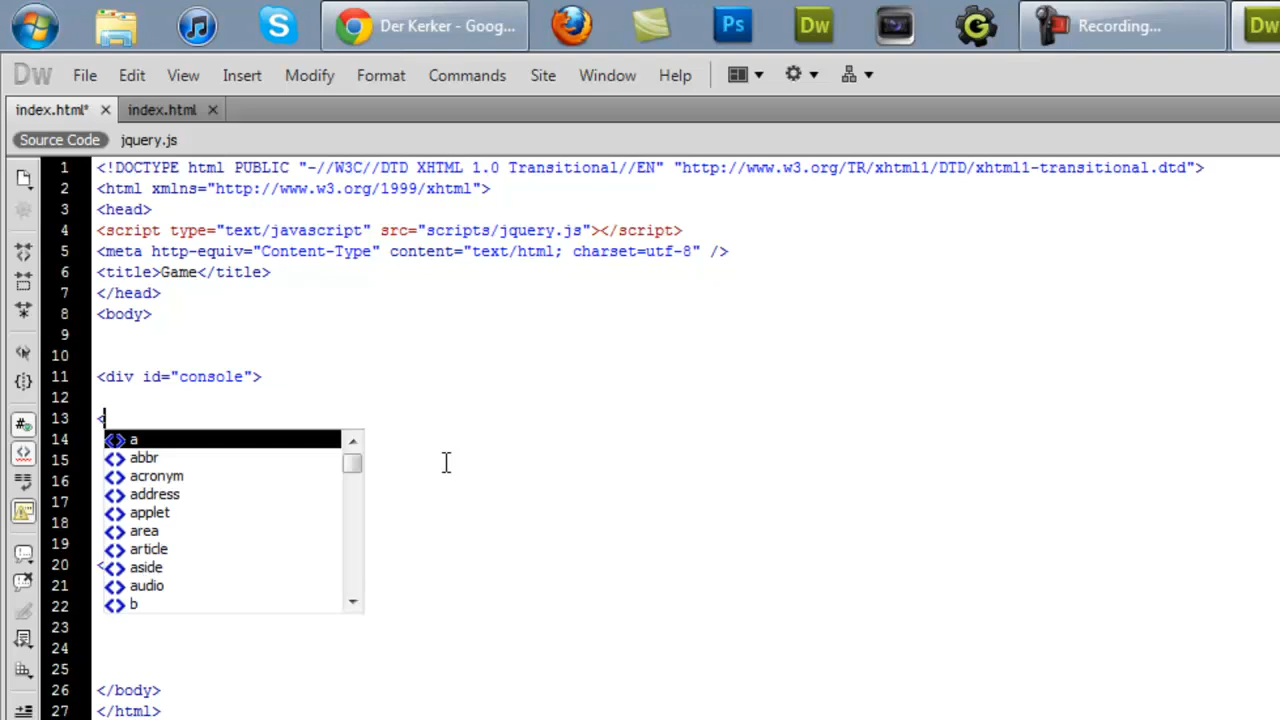 Der Kerker - Goog...
Ps
Dw
Recording...
Dw
Dw
File
Edit
View
Insert
Modify
Format
Commands
Site
Window
Help
index.html*
index.html
Source Code
jquery.js
1 <!DOCTYPE html PUBLIC "-//W3C//DTD XHTML 1.0 Transitional//EN" "http://www.w3.org/TR/xhtml1/DTD/xhtml1-transitional.dtd">
2 <html xmlns="http://www.w3.org/1999/xhtml">
3 <head>
4 <script type="text/javascript" src="scripts/jquery.js"></script>
5 <meta http-equiv="Content-Type" content="text/html; charset=utf-8" />
6 <title>Game</title>
7 </head>
8 <body>
9
10
11 <div id="console">
12
13 <
14
15
16
17
18
19
20 <
21
22
23
24
25
26 </body>
27 </html>
a
abbr
acronym
address
applet
area
article
aside
audio
b